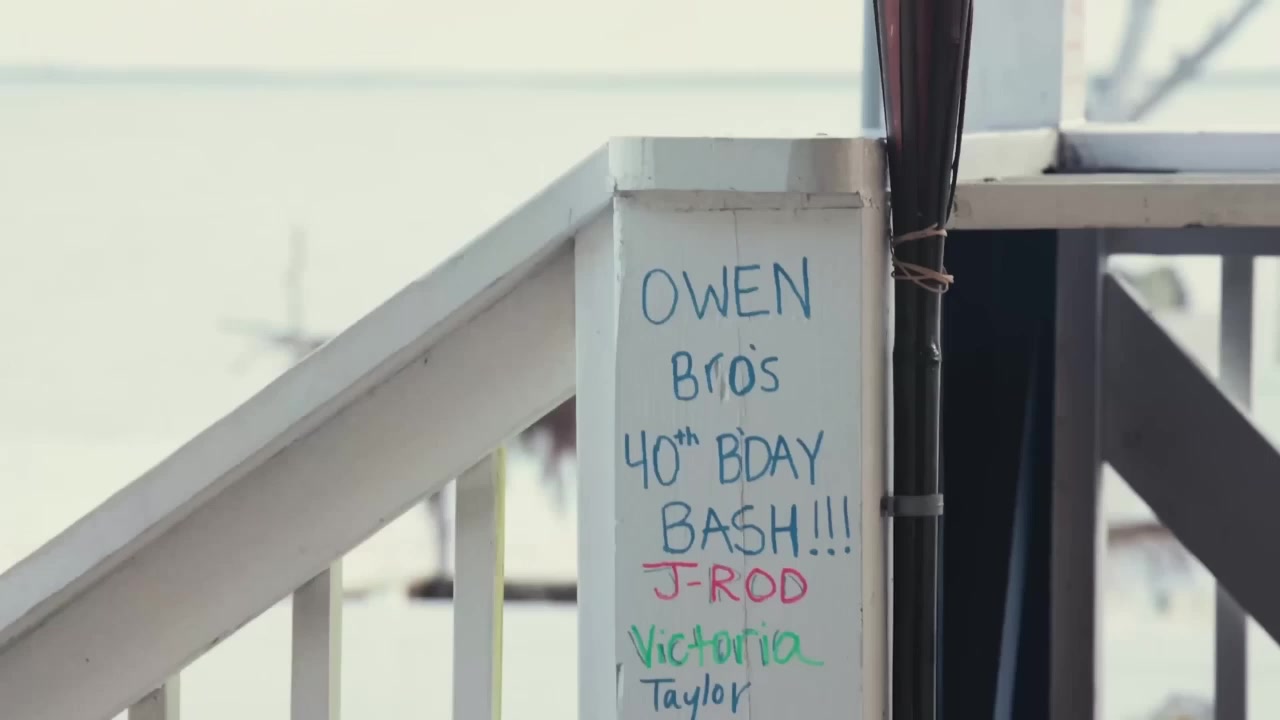 OWEN
Bro's
40th B'DAY
BASH!!!
J-ROD
Victoria
Taylor